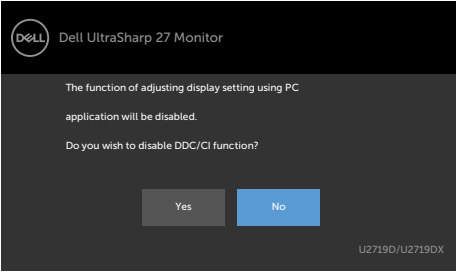 DELL
Dell UltraSharp 27 Monitor
The function of adjusting display setting using PC
application will be disabled.
Do you wish to disable DDC/CI function?
Yes
No
U2719D/U2719DX